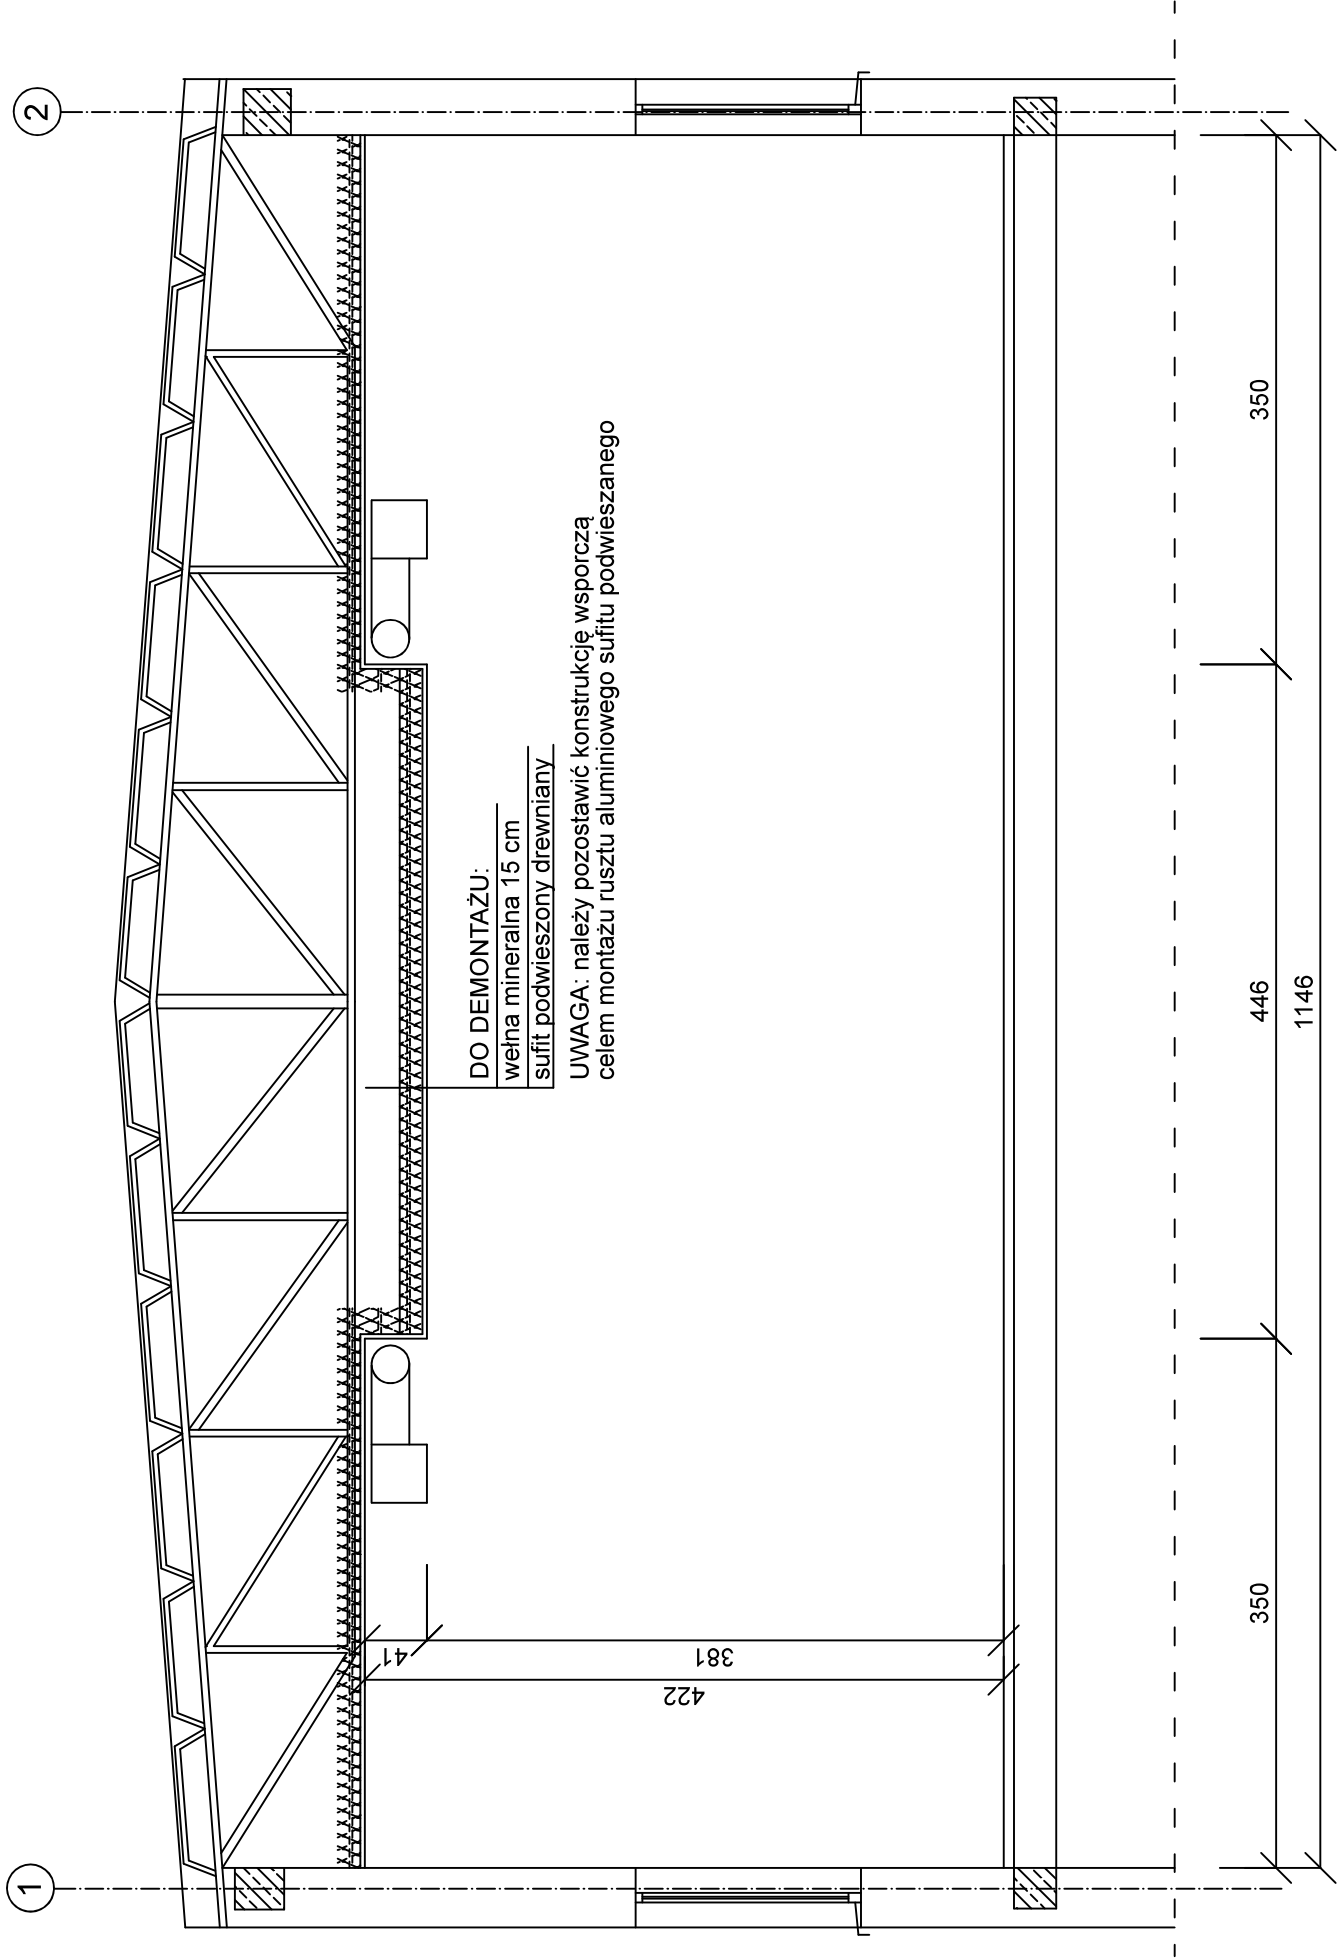 1
2
DO DEMONTAŻU:
wełna mineralna 15 cm
sufit podwieszony drewniany
UWAGA: należy pozostawić konstrukcję wsporczą
celem montażu rusztu aluminiowego sufitu podwieszanego
41
381
422
350
446
350
1146